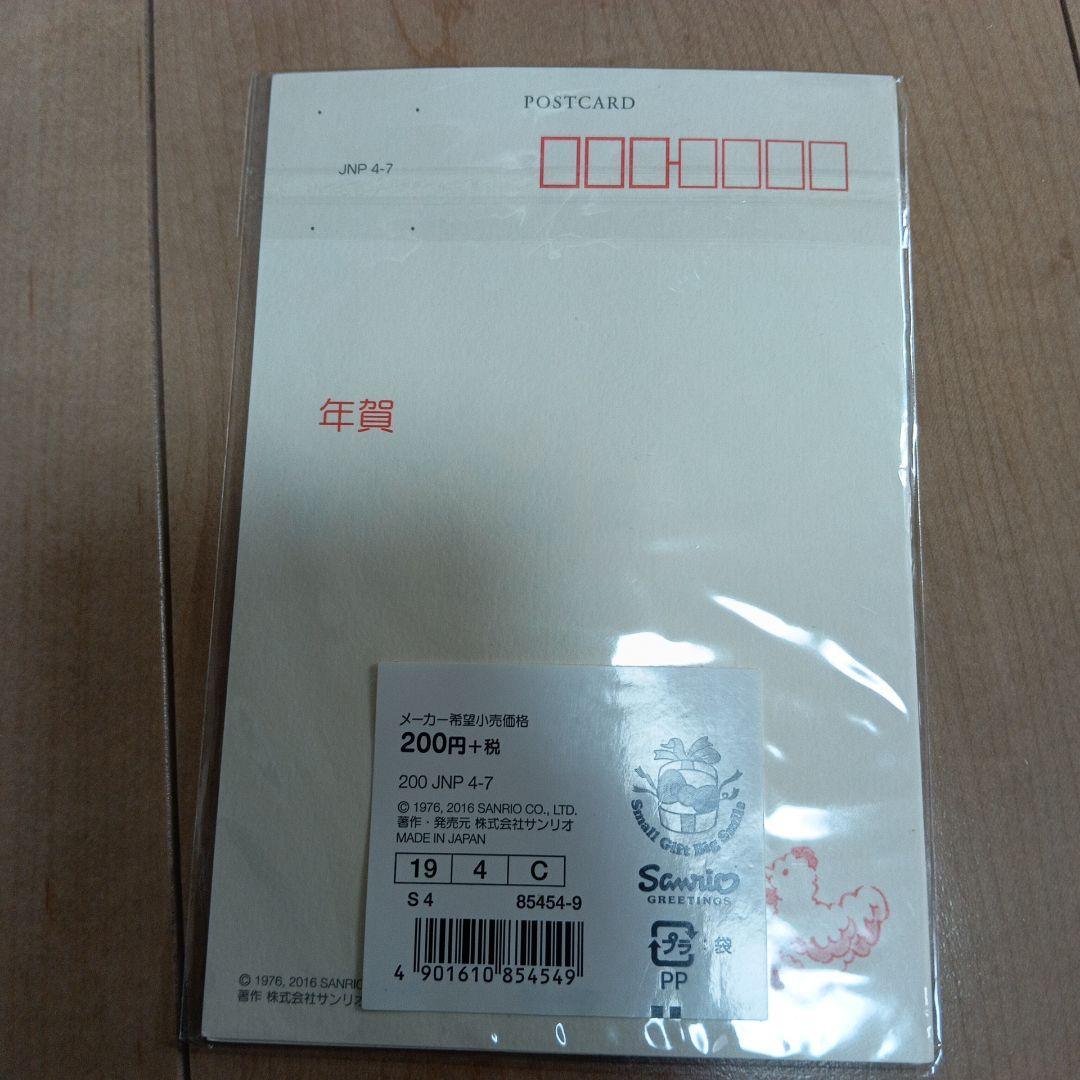 POSTCARD
JNP 4-7
年賀
メーカー希望小売価格
200円+税
200 JNP 4-7
© 1976, 2016 SANRIO CO., LTD.
著作・発売元 株式会社サンリオ
MADE IN JAPAN
19 4 C
S 4 85454-9
4 901610 854549
Small Gift Big Smile
Sanrio
GREETINGS
プラ 袋
PP
© 1976, 2016 SANRIO
著作 株式会社サンリオ